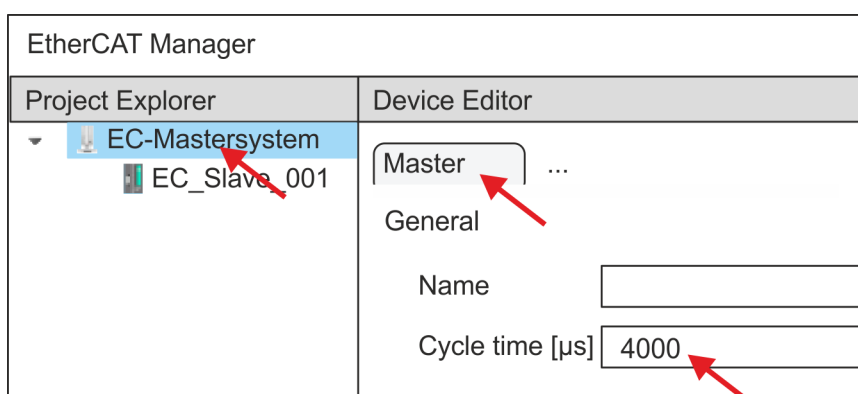 EtherCAT Manager
Project Explorer
Device Editor
EC-Mastersystem
EC_Slave_001
Master
...
General
Name
Cycle time [µs]
4000